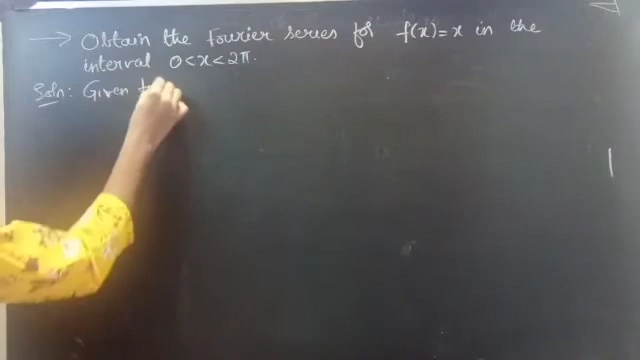 → Obtain the Fourier series for f(x)=x in the
interval 0<x<2π.
Soln: Given